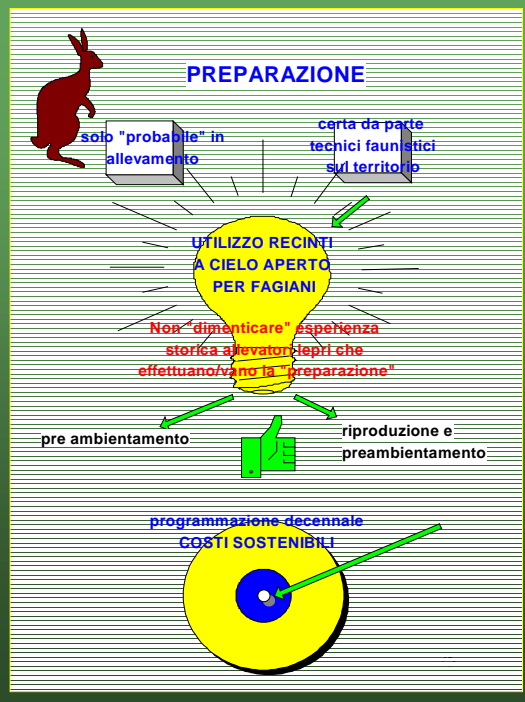 PREPARAZIONE
solo "probabile" in
allevamento
certa da parte
tecnici faunistici
sul territorio
UTILIZZO RECINTI
A CIELO APERTO
PER FAGIANI
Non "dimenticare" esperienza
storica allevatori lepri che
effettuano/vano la "preparazione"
pre ambientamento
riproduzione e
preambientamento
programmazione decennale
COSTI SOSTENIBILI